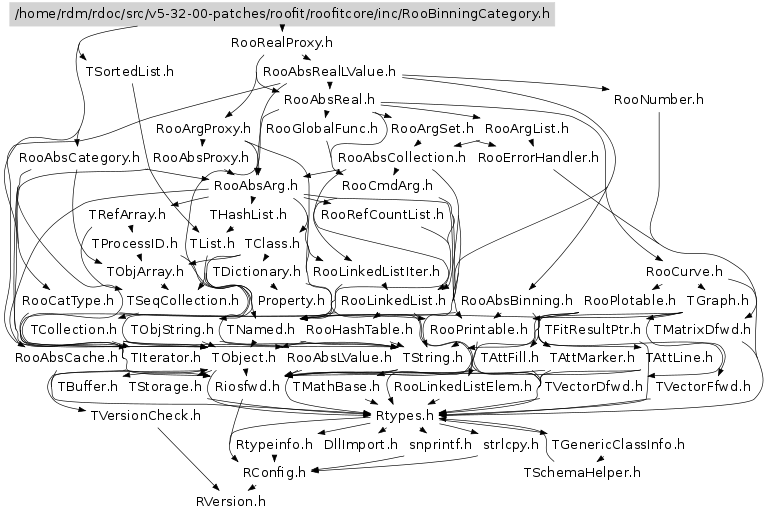 /home/rdm/rdoc/src/v5-32-00-patches/roofit/roofitcore/inc/RooBinningCategory.h
RooRealProxy.h
TSortedList.h RooAbsRealLValue.h
RooAbsReal.h RooNumber.h
RooArgProxy.h RooGlobalFunc.h RooArgSet.h RooArgList.h
RooAbsCategory.h RooAbsProxy.h RooAbsCollection.h RooErrorHandler.h
RooAbsArg.h RooCmdArg.h
TRefArray.h THashList.h RooRefCountList.h
TProcessID.h TList.h TClass.h
TObjArray.h TDictionary.h RooLinkedListIter.h RooCurve.h
RooCatType.h TSeqCollection.h Property.h RooLinkedList.h RooAbsBinning.h RooPlotable.h TGraph.h
TCollection.h TObjString.h TNamed.h RooHashTable.h RooPrintable.h TFitResultPtr.h TMatrixDfwd.h
RooAbsCache.h TIterator.h TObject.h RooAbsLValue.h TString.h TAttFill.h TAttMarker.h TAttLine.h
TBuffer.h TStorage.h Riosfwd.h TMathBase.h RooLinkedListElem.h TVectorDfwd.h TVectorFfwd.h
TVersionCheck.h Rtypes.h
Rtypeinfo.h DllImport.h snprintf.h strlcpy.h TGenericClassInfo.h
RConfig.h TSchemaHelper.h
RVersion.h